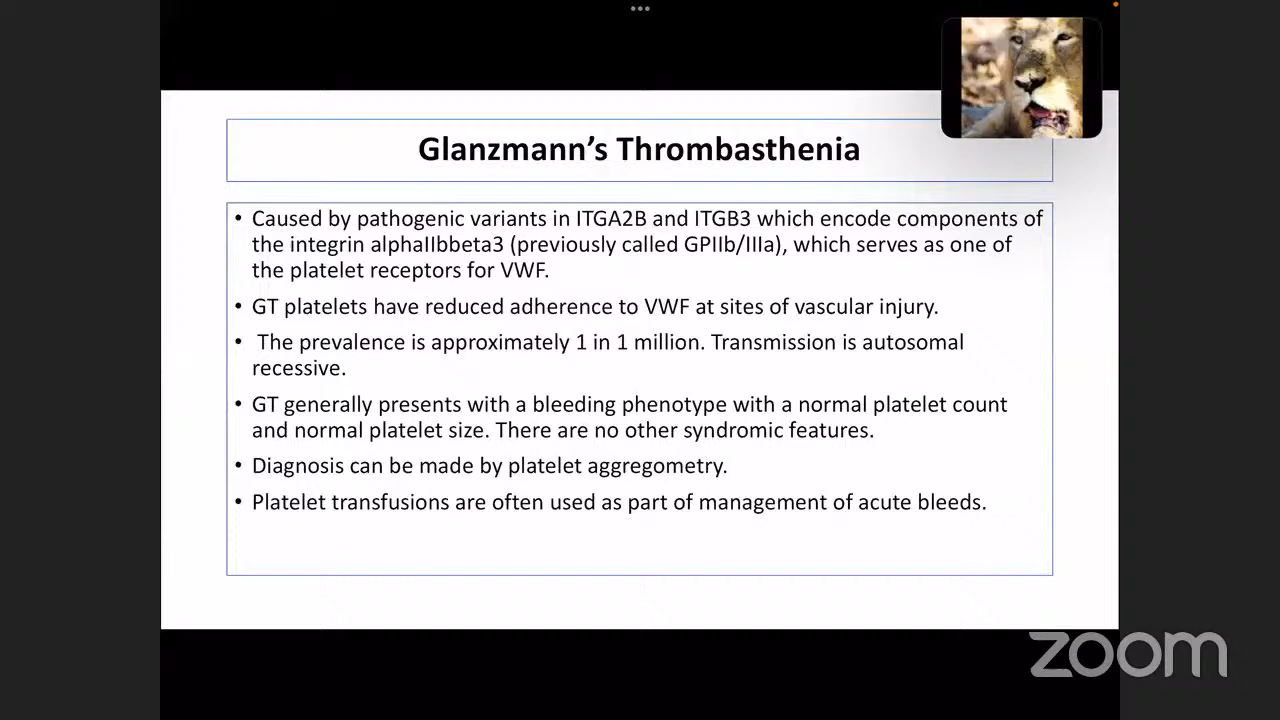 Glanzmann’s Thrombasthenia
• Caused by pathogenic variants in ITGA2B and ITGB3 which encode components of
the integrin alphaIIbbeta3 (previously called GPIIb/IIIa), which serves as one of
the platelet receptors for VWF.
• GT platelets have reduced adherence to VWF at sites of vascular injury.
• The prevalence is approximately 1 in 1 million. Transmission is autosomal
recessive.
• GT generally presents with a bleeding phenotype with a normal platelet count
and normal platelet size. There are no other syndromic features.
• Diagnosis can be made by platelet aggregometry.
• Platelet transfusions are often used as part of management of acute bleeds.
zoom